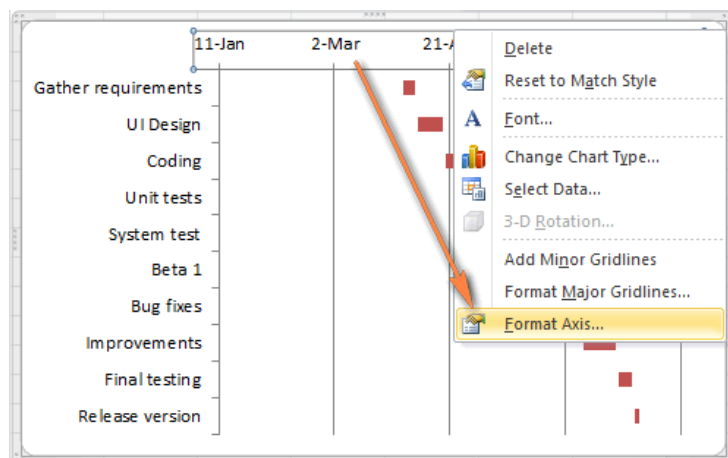 11-Jan 2-Mar
Gather requirements
UI Design
Coding
Unit tests
System test
Beta 1
Bug fixes
Improvements
Final testing
Release version
Delete
Reset to Match Style
Font...
Change Chart Type...
Select Data...
3-D Rotation...
Add Minor Gridlines
Format Major Gridlines...
Format Axis...